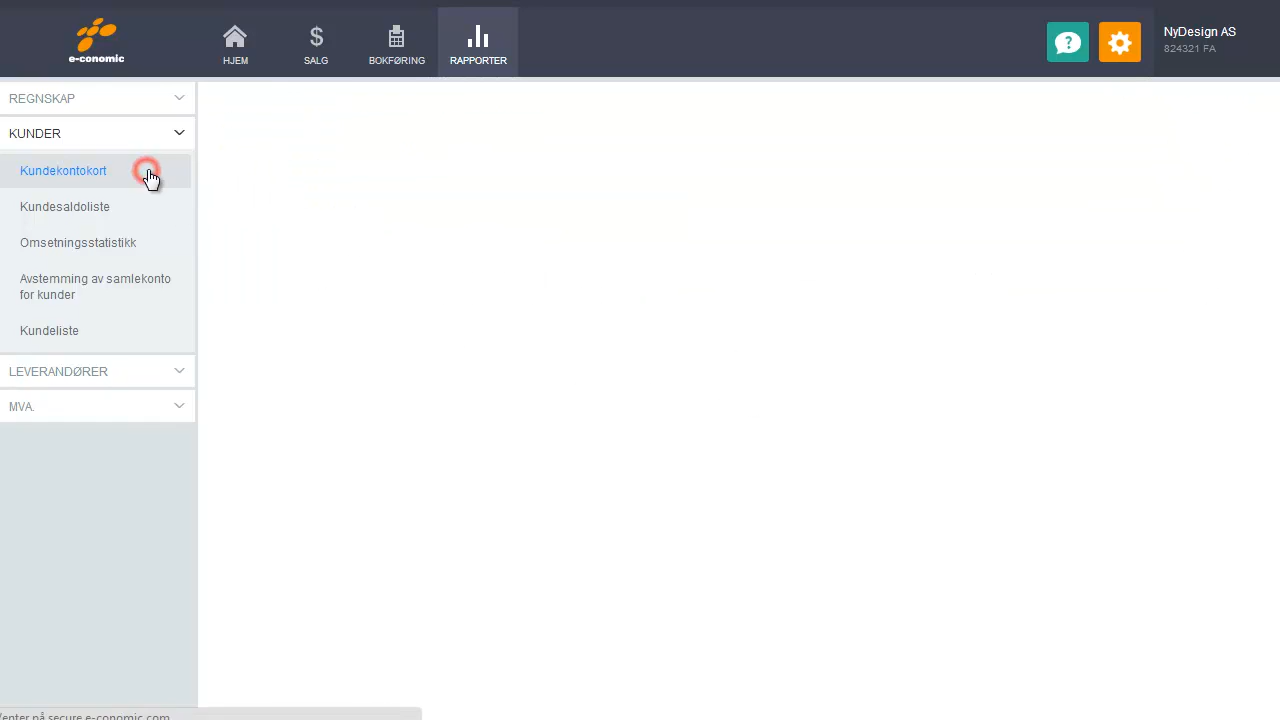 e-conomic
HJEM
SALG
BOKFØRING
RAPPORTER
?
NyDesign AS
824321 FA
REGNSKAP
KUNDER
Kundekontokort
Kundesaldoliste
Omsetningsstatistikk
Avstemming av samlekonto
for kunder
Kundeliste
LEVERANDØRER
MVA.
på secure.e-conomic.com